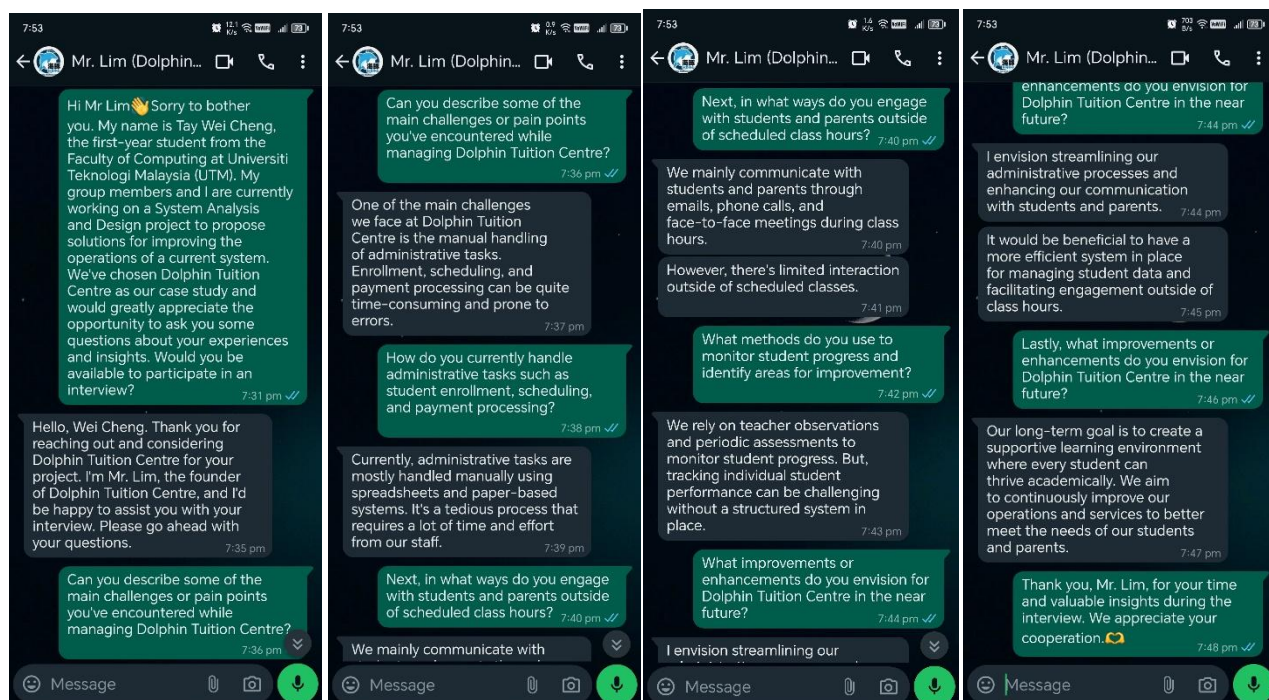 7:53
12.1 K/s
VoWiFi
73
Mr. Lim (Dolphin...
Hi Mr Lim👋 Sorry to bother
you. My name is Tay Wei Cheng,
the first-year student from the
Faculty of Computing at Universiti
Teknologi Malaysia (UTM). My
group members and I are currently
working on a System Analysis
and Design project to propose
solutions for improving the
operations of a current system.
We've chosen Dolphin Tuition
Centre as our case study and
would greatly appreciate the
opportunity to ask you some
questions about your experiences
and insights. Would you be
available to participate in an
interview?
7:31 pm
Hello, Wei Cheng. Thank you for
reaching out and considering
Dolphin Tuition Centre for your
project. I'm Mr. Lim, the founder
of Dolphin Tuition Centre, and I'd
be happy to assist you with your
interview. Please go ahead with
your questions.
7:35 pm
Can you describe some of the
main challenges or pain points
you've encountered while
managing Dolphin Tuition Centre?
7:36 pm
Message
7:53
0.9 K/s
VoWiFi
73
Mr. Lim (Dolphin...
Can you describe some of the
main challenges or pain points
you've encountered while
managing Dolphin Tuition Centre?
7:36 pm
One of the main challenges
we face at Dolphin Tuition
Centre is the manual handling
of administrative tasks.
Enrollment, scheduling, and
payment processing can be quite
time-consuming and prone to
errors.
7:37 pm
How do you currently handle
administrative tasks such as
student enrollment, scheduling,
and payment processing?
7:38 pm
Currently, administrative tasks are
mostly handled manually using
spreadsheets and paper-based
systems. It's a tedious process that
requires a lot of time and effort
from our staff.
7:39 pm
Next, in what ways do you engage
with students and parents outside
of scheduled class hours?
7:40 pm
We mainly communicate with
Message
7:53
1.6 K/s
VoWiFi
73
Mr. Lim (Dolphin...
Next, in what ways do you engage
with students and parents outside
of scheduled class hours?
7:40 pm
We mainly communicate with
students and parents through
emails, phone calls, and
face-to-face meetings during class
hours.
7:40 pm
However, there's limited interaction
outside of scheduled classes.
7:41 pm
What methods do you use to
monitor student progress and
identify areas for improvement?
7:42 pm
We rely on teacher observations
and periodic assessments to
monitor student progress. But,
tracking individual student
performance can be challenging
without a structured system in
place.
7:43 pm
What improvements or
enhancements do you envision for
Dolphin Tuition Centre in the near
future?
7:44 pm
I envision streamlining our
Message
7:53
703 B/s
VoWiFi
73
Mr. Lim (Dolphin...
enhancements do you envision for
Dolphin Tuition Centre in the near
future?
7:44 pm
I envision streamlining our
administrative processes and
enhancing our communication
with students and parents.
7:44 pm
It would be beneficial to have a
more efficient system in place
for managing student data and
facilitating engagement outside of
class hours.
7:45 pm
Lastly, what improvements or
enhancements do you envision for
Dolphin Tuition Centre in the near
future?
7:46 pm
Our long-term goal is to create a
supportive learning environment
where every student can
thrive academically. We aim
to continuously improve our
operations and services to better
meet the needs of our students
and parents.
7:47 pm
Thank you, Mr. Lim, for your time
and valuable insights during the
interview. We appreciate your
cooperation.🫶
7:48 pm
Message